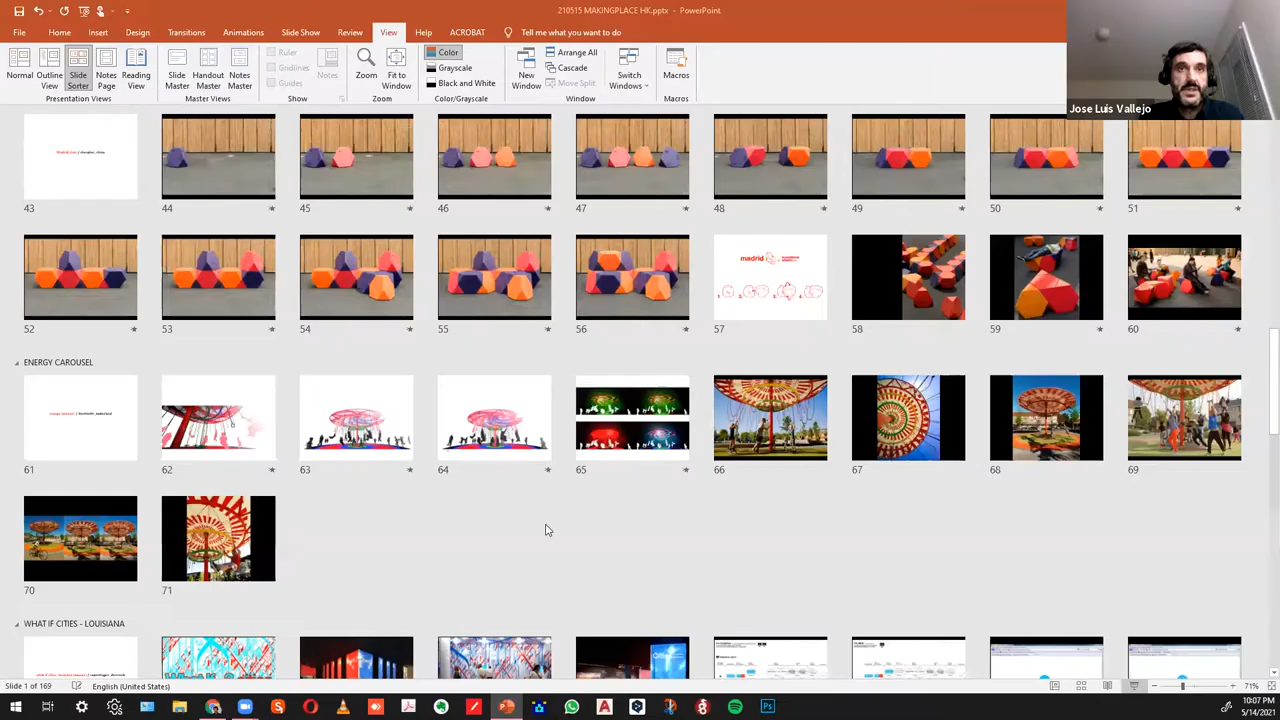 210515 MAKINGPLACE HK.pptx - PowerPoint
File Home Insert Design Transitions Animations Slide Show Review View Help ACROBAT Tell me what you want to do
Normal
Outline View
Slide Sorter
Notes Page
Reading View
Presentation Views
Slide Master
Handout Master
Notes Master
Master Views
Ruler
Gridlines
Guides
Notes
Show
Zoom
Fit to Window
Zoom
Color
Grayscale
Black and White
Color/Grayscale
New Window
Arrange All
Cascade
Move Split
Switch Windows
Window
Macros
Macros
Jose Luis Vallejo
43 44 45 46 47 48 49 50 51
madrid
52 53 54 55 56 57 58 59 60
ENERGY CAROUSEL
61 62 63 64 65 66 67 68 69
70 71
WHAT IF CITIES - LOUISIANA
Slide 1 of 169
English (United States)
71%
10:07 PM
5/14/2021